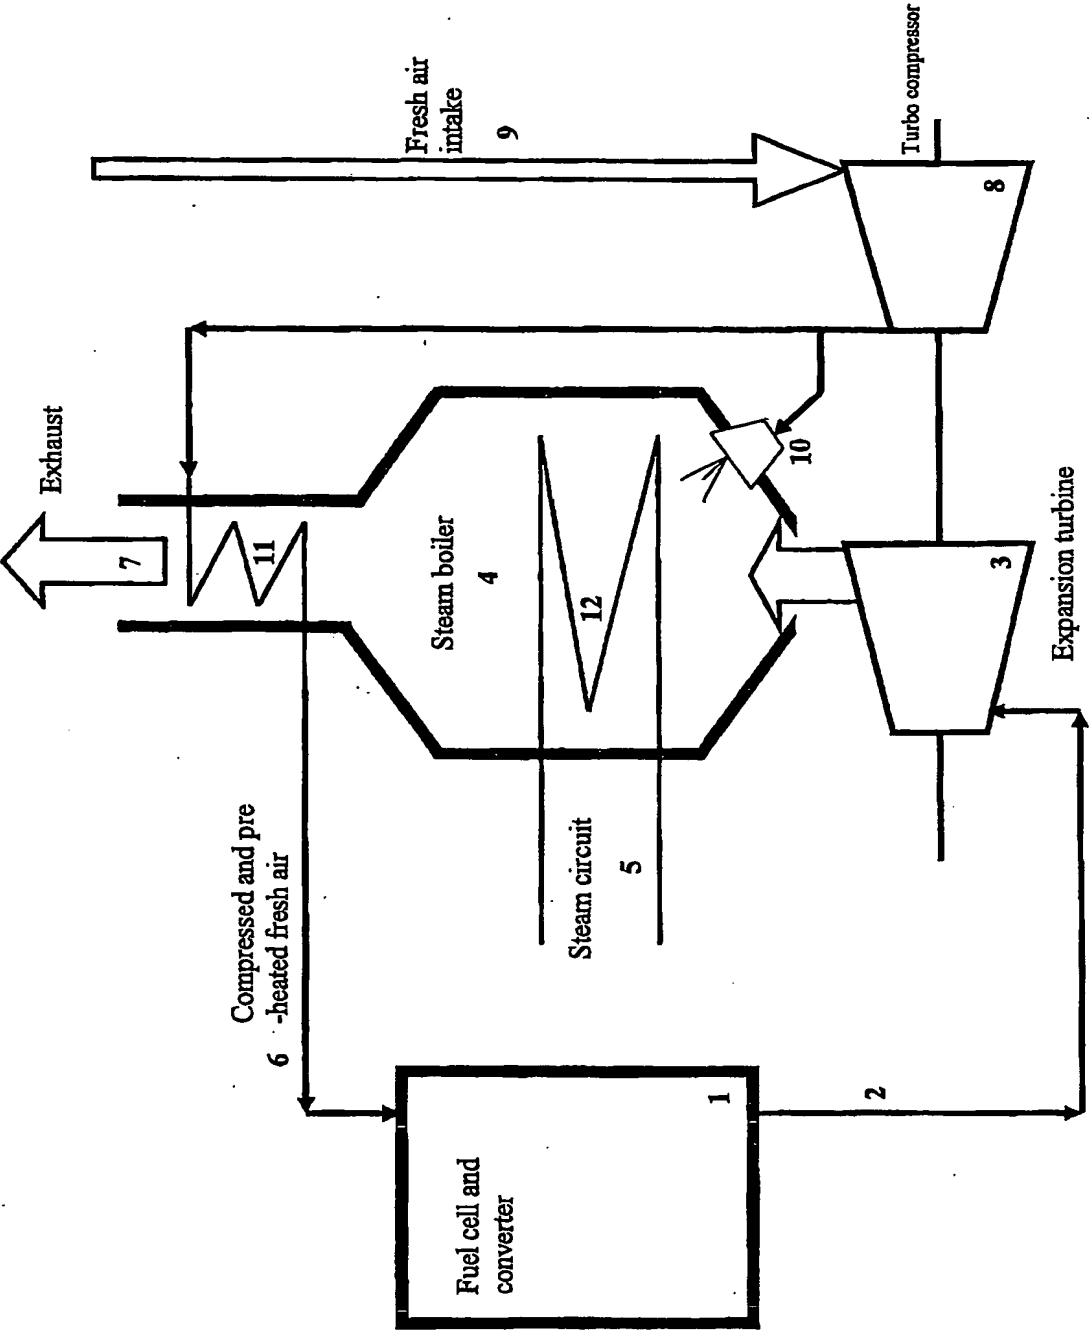 Exhaust
7
11
Fresh air
intake
9
Turbo compressor
8
10
Steam boiler
4
12
Expansion turbine
3
Compressed and pre
-heated fresh air
6
Steam circuit
5
Fuel cell and
converter
1
2